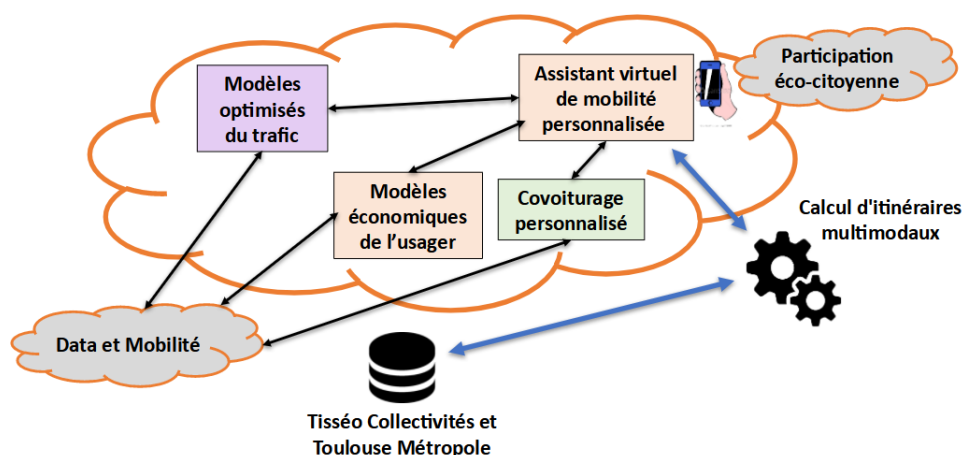 Modèles
optimisés
du trafic
Assistant virtuel
de mobilité
personnalisée
Participation
éco-citoyenne
Modèles
économiques
de l’usager
Covoiturage
personnalisé
Calcul d'itinéraires
multimodaux
Data et Mobilité
Tisséo Collectivités et
Toulouse Métropole